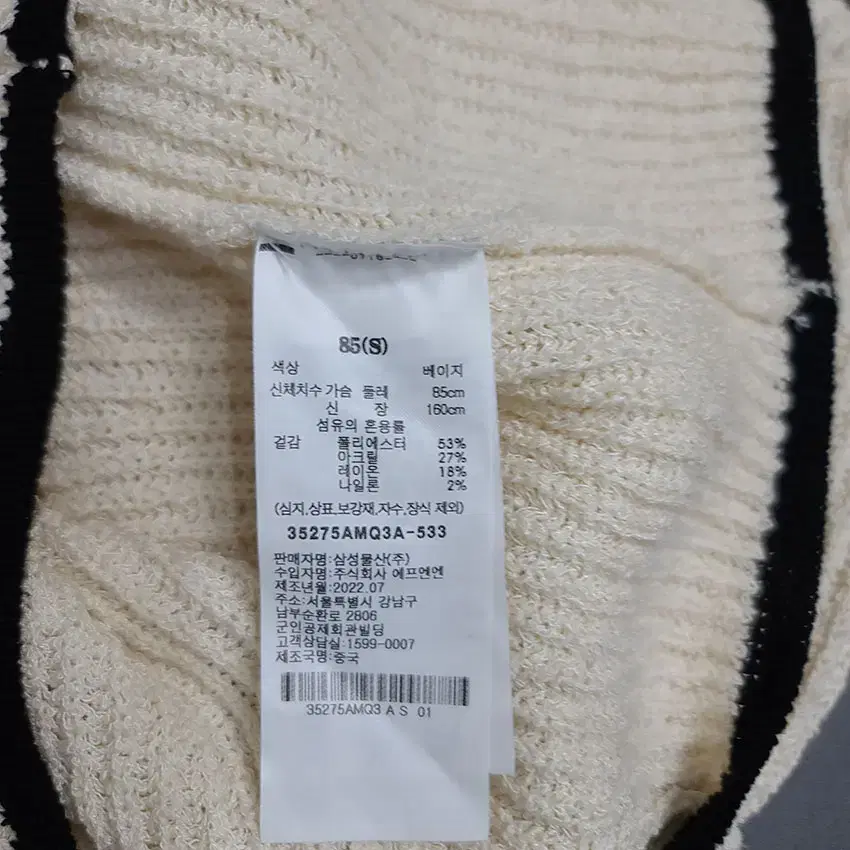 85(S)
색상 베이지
신체치수 가슴 둘레 85cm
신 장 160cm
섬유의 혼용률
겉감 폴리에스터 53%
아크릴 27%
레이온 18%
나일론 2%
(심지,상표,보강재,자수,장식 제외)
35275AMQ3A-533
판매자명:삼성물산(주)
수입자명:주식회사 에프엔엔
제조년월:2022.07
주소:서울특별시 강남구
남부순환로 2806
군인공제회관빌딩
고객상담실:1599-0007
제조국명:중국
35275AMQ3 A S 01